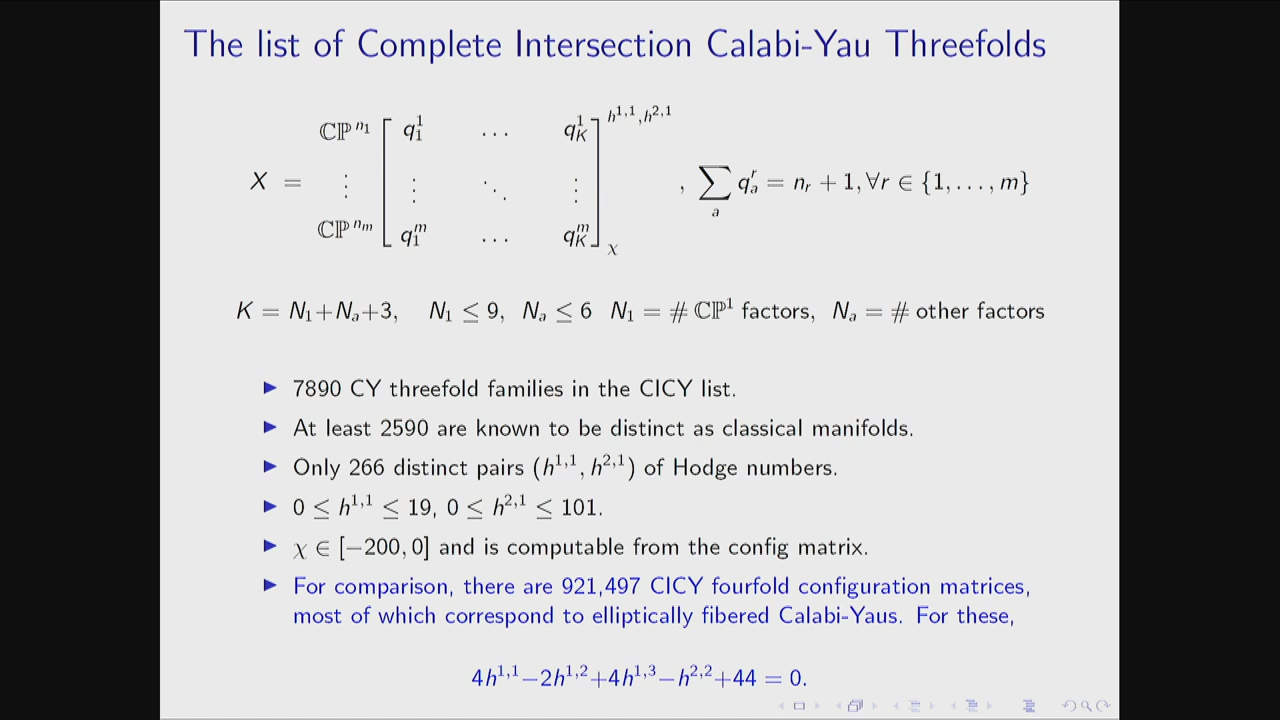 The list of Complete Intersection Calabi-Yau Threefolds
ℂℙ^{n_1} [ q^1_1 … q^1_K ]^{h^{1,1},h^{2,1}}
X = ⋮ ⋮ ⋱ ⋮ , ∑_a q^r_a = n_r + 1, ∀r ∈ {1, …, m}
ℂℙ^{n_m} [ q^m_1 … q^m_K ]_χ
K = N_1+N_a+3, N_1 ≤ 9, N_a ≤ 6 N_1 = # ℂℙ^1 factors, N_a = # other factors
▶ 7890 CY threefold families in the CICY list.
▶ At least 2590 are known to be distinct as classical manifolds.
▶ Only 266 distinct pairs (h^{1,1}, h^{2,1}) of Hodge numbers.
▶ 0 ≤ h^{1,1} ≤ 19, 0 ≤ h^{2,1} ≤ 101.
▶ χ ∈ [−200, 0] and is computable from the config matrix.
▶ For comparison, there are 921,497 CICY fourfold configuration matrices,
most of which correspond to elliptically fibered Calabi-Yaus. For these,
4h^{1,1}−2h^{1,2}+4h^{1,3}−h^{2,2}+44 = 0.